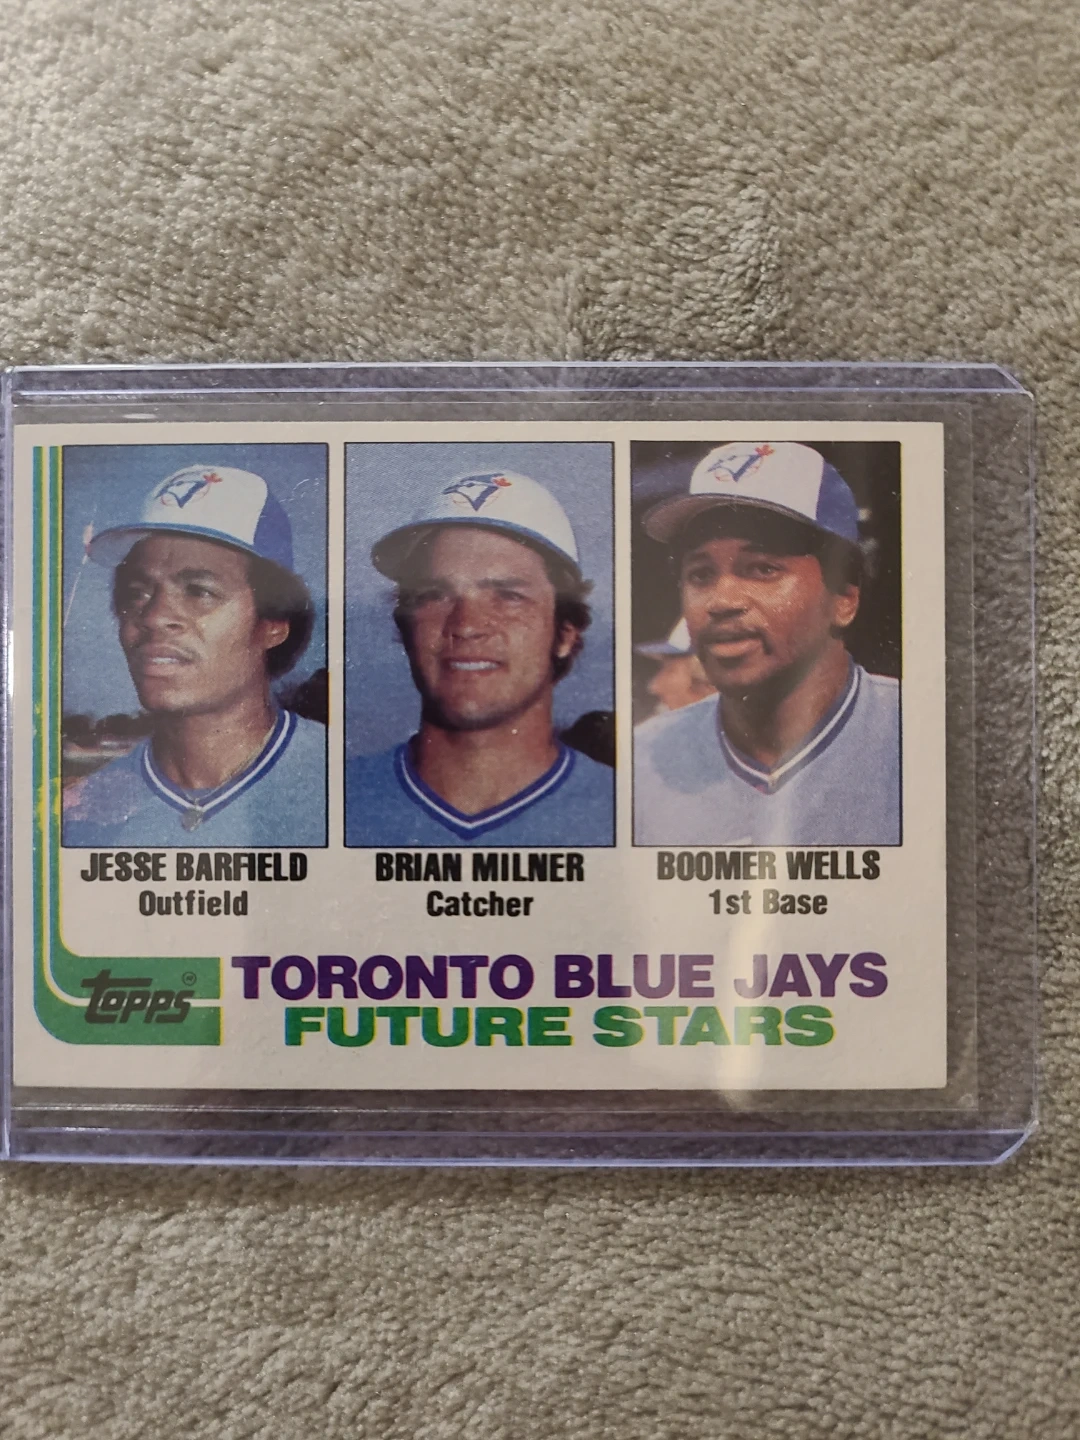 JESSE BARFIELD
Outfield
BRIAN MILNER
Catcher
BOOMER WELLS
1st Base
topps
TORONTO BLUE JAYS
FUTURE STARS